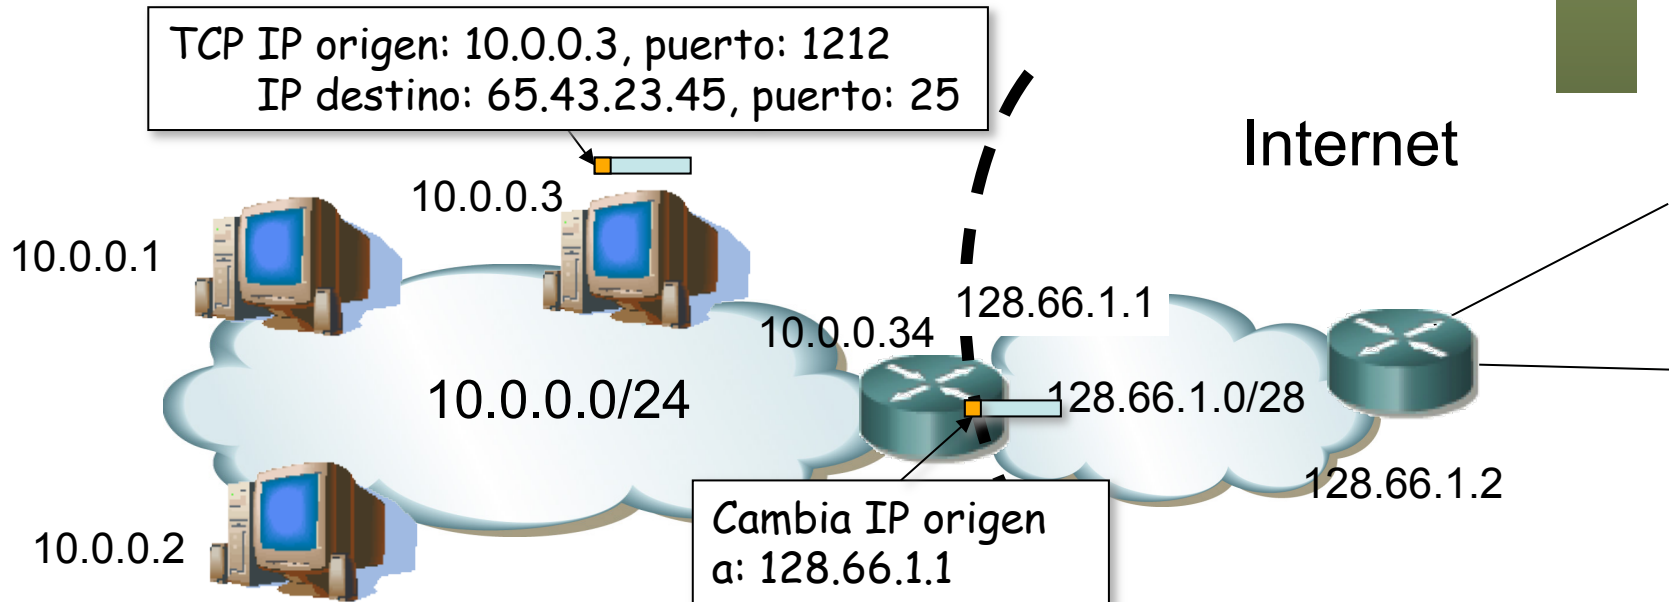 TCP IP origen: 10.0.0.3, puerto: 1212
IP destino: 65.43.23.45, puerto: 25
Internet
10.0.0.3
10.0.0.1
128.66.1.1
10.0.0.34
10.0.0.0/24
128.66.1.0/28
128.66.1.2
Cambia IP origen
a: 128.66.1.1
10.0.0.2